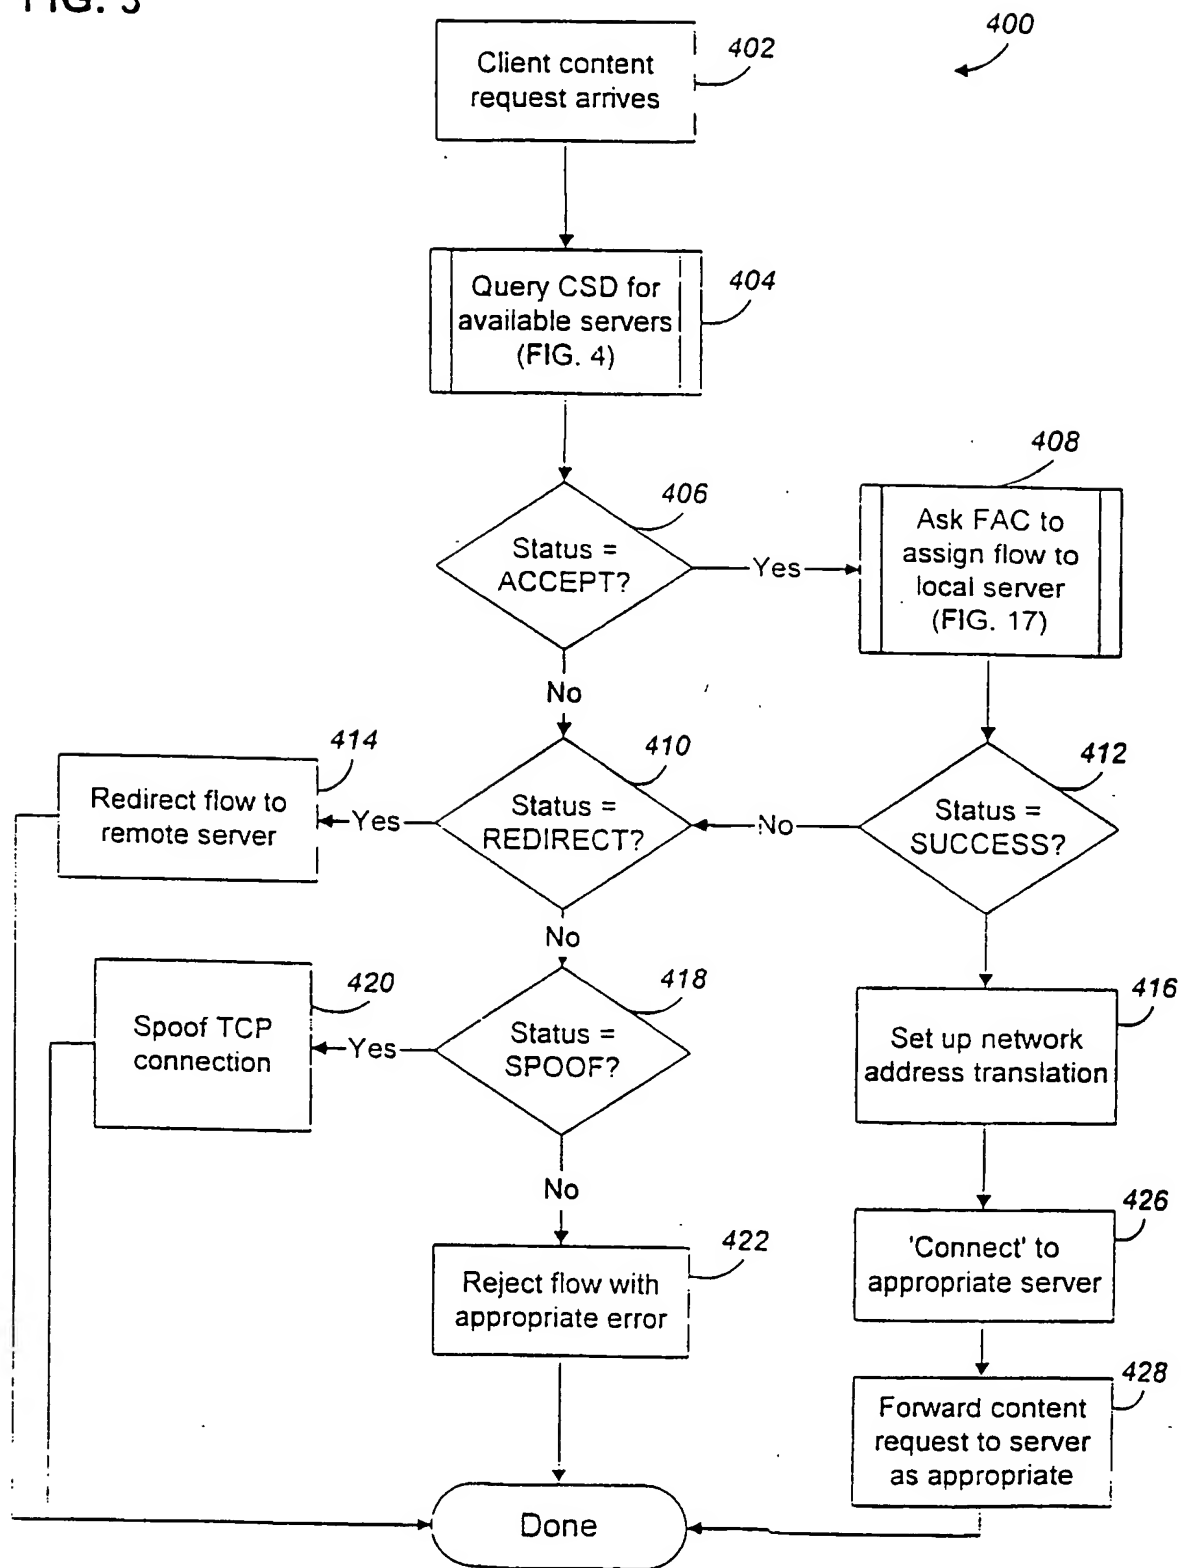 FIG. 3
400
Client content
request arrives
402
Query CSD for
available servers
(FIG. 4)
404
Status =
ACCEPT?
406
Yes
Ask FAC to
assign flow to
local server
(FIG. 17)
408
No
Redirect flow to
remote server
414
Yes
Status =
REDIRECT?
410
No
Status =
SUCCESS?
412
No
Spoof TCP
connection
420
Yes
Status =
SPOOF?
418
Set up network
address translation
416
No
Reject flow with
appropriate error
422
'Connect' to
appropriate server
426
Forward content
request to server
as appropriate
428
Done